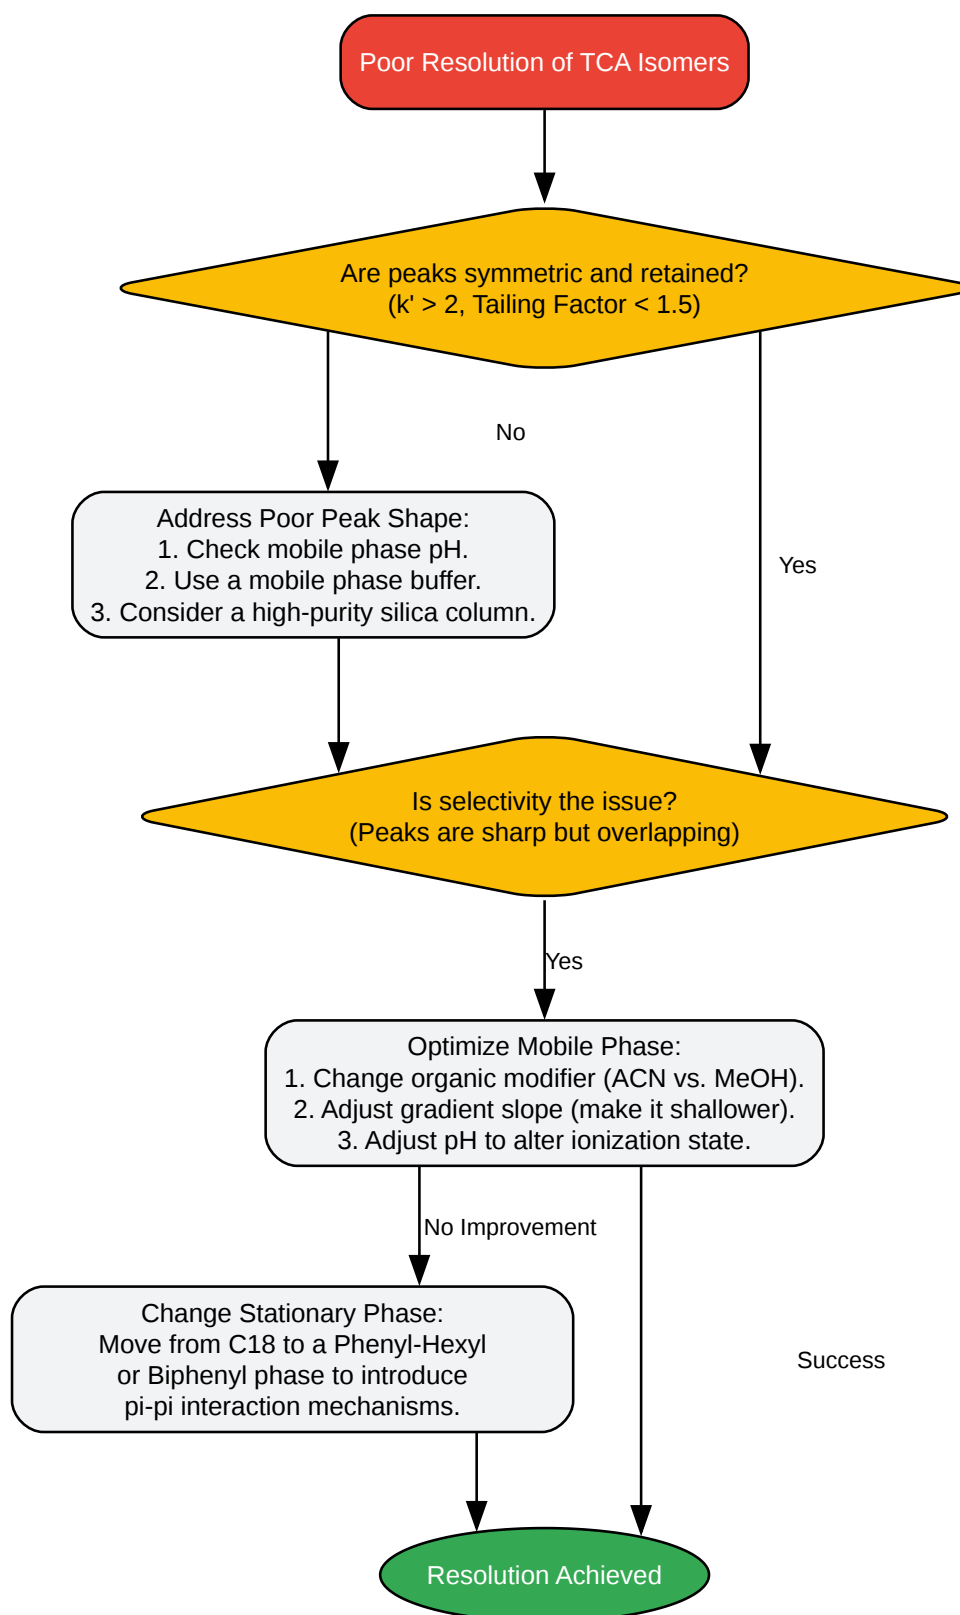 Poor Resolution of TCA Isomers
Are peaks symmetric and retained?
(k' > 2, Tailing Factor < 1.5)
No
Address Poor Peak Shape:
1. Check mobile phase pH.
2. Use a mobile phase buffer.
3. Consider a high-purity silica column.
Yes
Is selectivity the issue?
(Peaks are sharp but overlapping)
Yes
Optimize Mobile Phase:
1. Change organic modifier (ACN vs. MeOH).
2. Adjust gradient slope (make it shallower).
3. Adjust pH to alter ionization state.
No Improvement
Change Stationary Phase:
Move from C18 to a Phenyl-Hexyl
or Biphenyl phase to introduce
pi-pi interaction mechanisms.
Success
Resolution Achieved